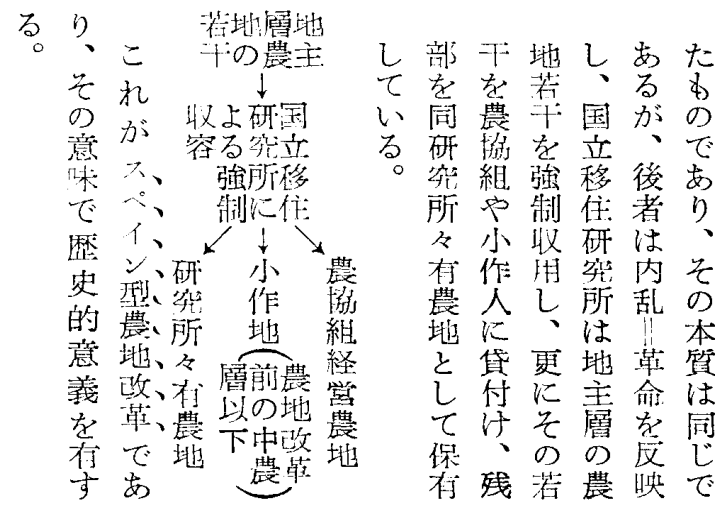 たものであり、その本質は同じで
あるが、後者は内乱＝革命を反映
し、国立移住研究所は地主層の農
地若干を強制収用し、更にその若
干を農協組や小作人に貸付け、残
部を同研究所々有農地として保有
している。
地主
層農
地の
若干
↓
国立移住
研究所に
よる強制
収容
↘
農協組経営農地
↓
小作地（農地改革
前の中農
層以下）
↙
研究所々有農地
これがスペイン型農地改革であ
り、その意味で歴史的意義を有す
る。